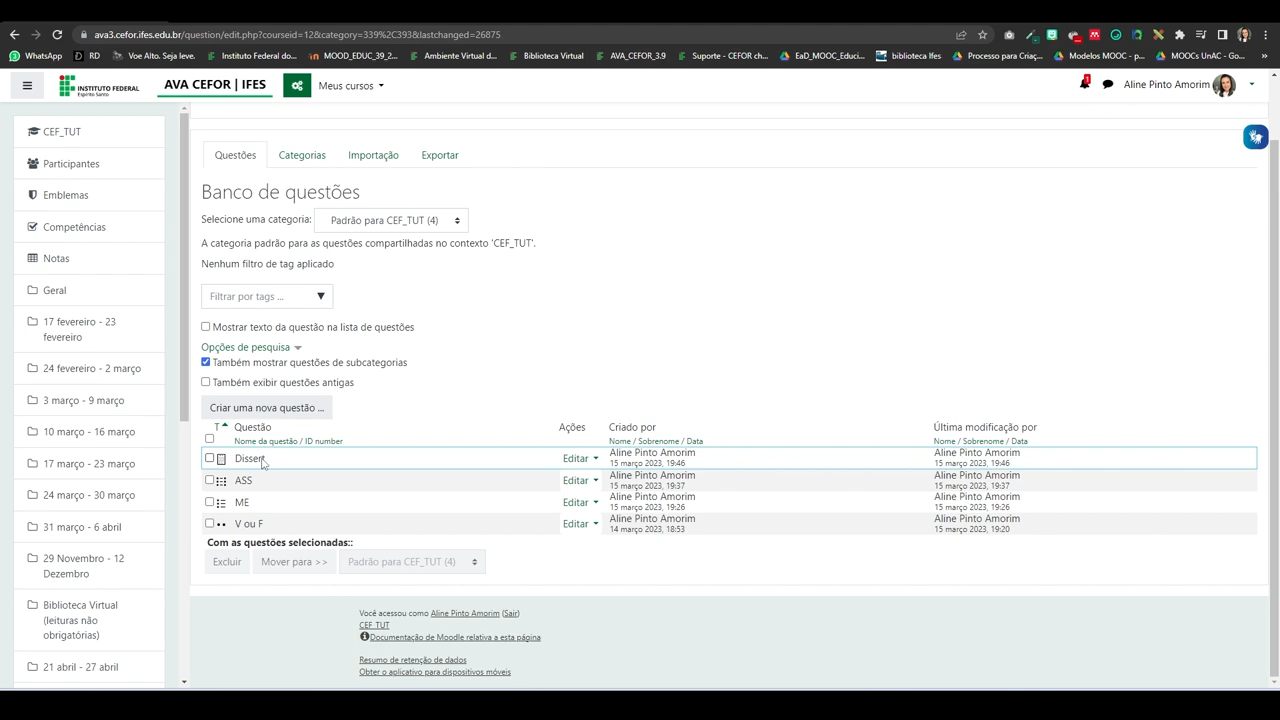 ava3.cefor.ifes.edu.br/question/edit.php?courseid=12&category=339%2C393&lastchanged=26875
WhatsApp RD Voe Alto. Seja leve. Instituto Federal do... MOOD_EDUC_39_2... Ambiente Virtual de... Biblioteca Virtual AVA_CEFOR_3.9 Suporte - CEFOR ch... EaD_MOOC_Educi... biblioteca Ifes Processo para Criaç... Modelos MOOC - p... MOOCs UnAC - Go...
INSTITUTO FEDERAL
Espírito Santo
AVA CEFOR | IFES
Meus cursos
1
Aline Pinto Amorim
CEF_TUT
Participantes
Emblemas
Competências
Notas
Geral
17 fevereiro - 23
fevereiro
24 fevereiro - 2 março
3 março - 9 março
10 março - 16 março
17 março - 23 março
24 março - 30 março
31 março - 6 abril
29 Novembro - 12
Dezembro
Biblioteca Virtual
(leituras não
obrigatórias)
21 abril - 27 abril
Questões Categorias Importação Exportar
Banco de questões
Selecione uma categoria: Padrão para CEF_TUT (4)
A categoria padrão para as questões compartilhadas no contexto 'CEF_TUT'.
Nenhum filtro de tag aplicado
Filtrar por tags ... ▼
Mostrar texto da questão na lista de questões
Opções de pesquisa
Também mostrar questões de subcategorias
Também exibir questões antigas
Criar uma nova questão ...
T Questão Ações Criado por Última modificação por
Nome da questão / ID number Nome / Sobrenome / Data Nome / Sobrenome / Data
Dissert Editar Aline Pinto Amorim Aline Pinto Amorim
15 março 2023, 19:46 15 março 2023, 19:46
ASS Editar Aline Pinto Amorim Aline Pinto Amorim
15 março 2023, 19:37 15 março 2023, 19:37
ME Editar Aline Pinto Amorim Aline Pinto Amorim
15 março 2023, 19:26 15 março 2023, 19:26
V ou F Editar Aline Pinto Amorim Aline Pinto Amorim
14 março 2023, 18:53 15 março 2023, 19:20
Com as questões selecionadas::
Excluir Mover para >> Padrão para CEF_TUT (4)
Você acessou como Aline Pinto Amorim (Sair)
CEF_TUT
Documentação de Moodle relativa a esta página
Resumo de retenção de dados
Obter o aplicativo para dispositivos móveis